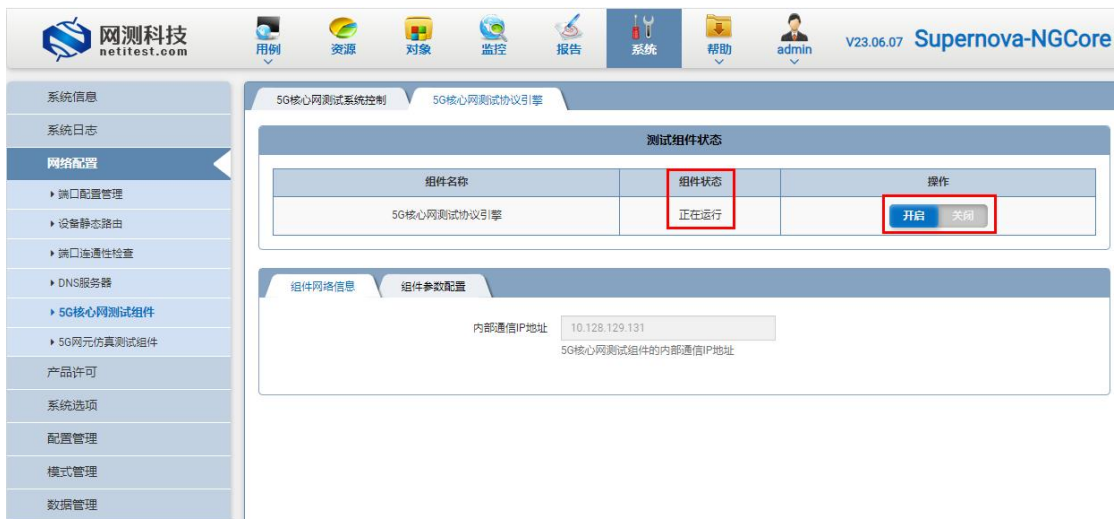 网测科技
netitest.com
用例
资源
对象
监控
报告
系统
帮助
admin
V23.06.07 Supernova-NGCore
系统信息
系统日志
网络配置
端口配置管理
设备静态路由
端口连通性检查
DNS服务器
5G核心网测试组件
5G网元仿真测试组件
产品许可
系统选项
配置管理
模式管理
数据管理
5G核心网测试系统控制
5G核心网测试协议引擎
测试组件状态
组件名称
组件状态
操作
5G核心网测试协议引擎
正在运行
开启
关闭
组件网络信息
组件参数配置
内部通信IP地址
10.128.129.131
5G核心网测试组件的内部通信IP地址